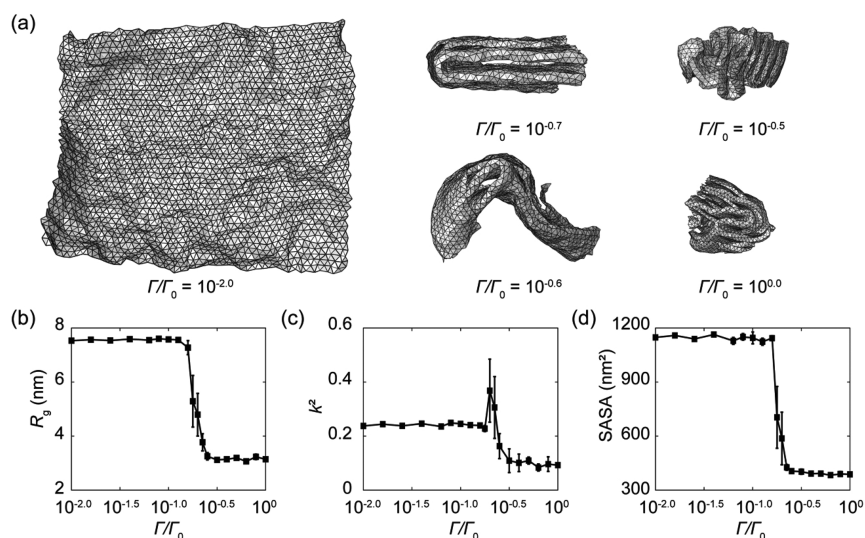 (a)
Γ/Γ₀ = 10⁻²·⁰
Γ/Γ₀ = 10⁻⁰·⁷
Γ/Γ₀ = 10⁻⁰·⁵
Γ/Γ₀ = 10⁻⁰·⁶
Γ/Γ₀ = 10⁰·⁰
(b)
8
6
4
2
R_g (nm)
10⁻²·⁰ 10⁻¹·⁵ 10⁻¹·⁰ 10⁻⁰·⁵ 10⁰
Γ/Γ₀
(c)
0.6
0.4
0.2
0
k²
10⁻²·⁰ 10⁻¹·⁵ 10⁻¹·⁰ 10⁻⁰·⁵ 10⁰
Γ/Γ₀
(d)
1200
900
600
300
SASA (nm²)
10⁻²·⁰ 10⁻¹·⁵ 10⁻¹·⁰ 10⁻⁰·⁵ 10⁰
Γ/Γ₀